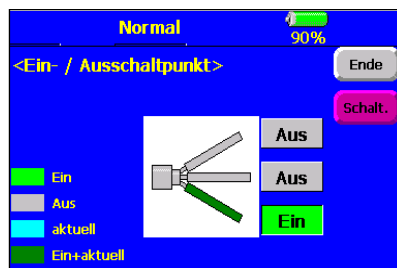 Normal
90%
<Ein- / Ausschaltpunkt>
Ende
Schalt.
Aus
Aus
Ein
Ein
Aus
aktuell
Ein+aktuell